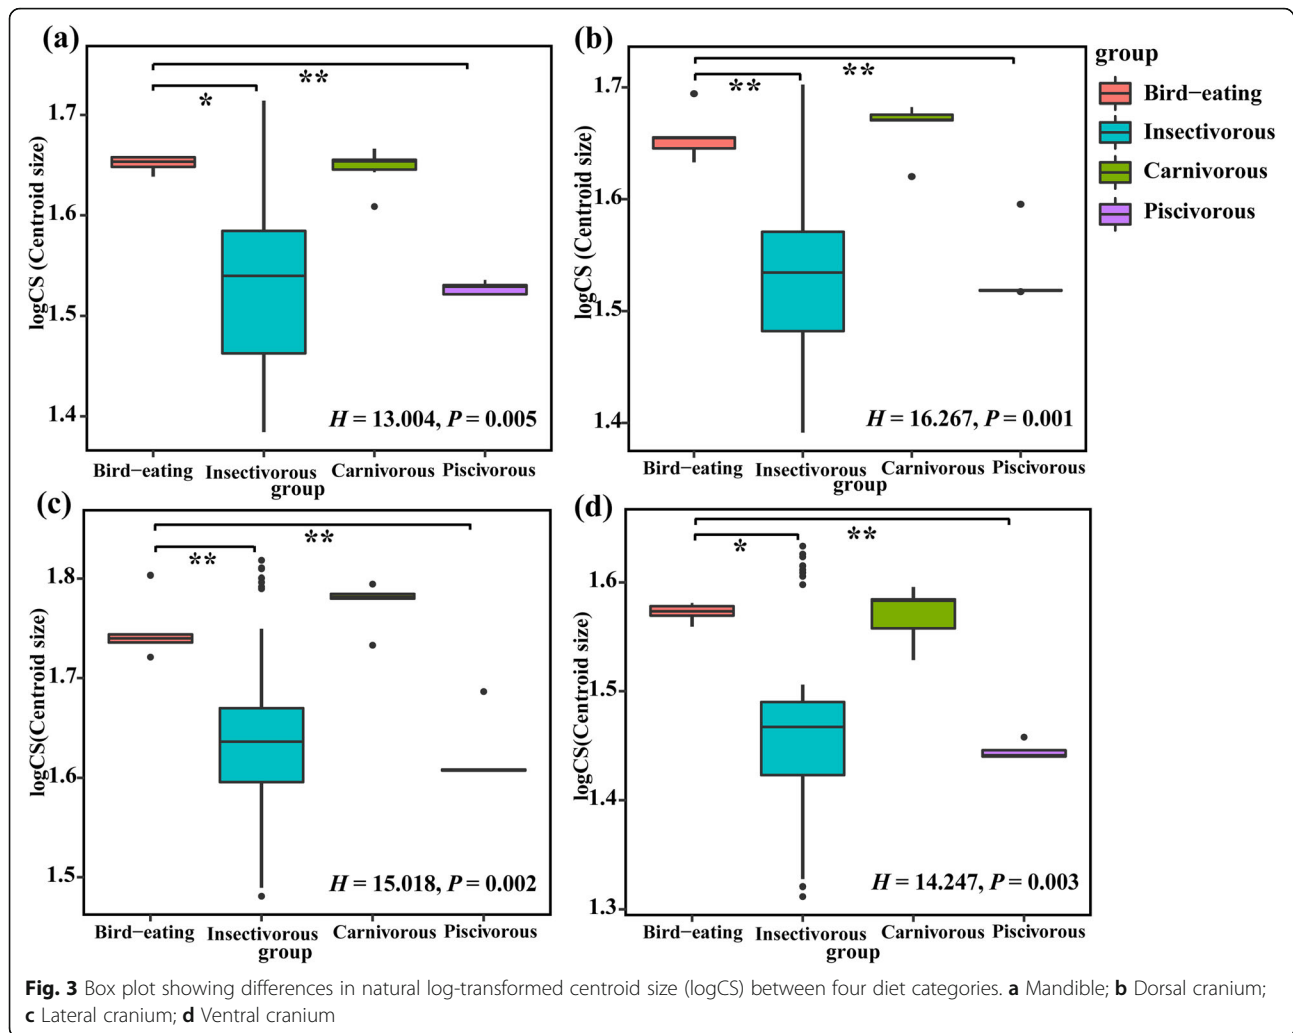 (a)
logCS (Centroid size)
1.7
1.6
1.5
1.4
**
*
H = 13.004, P = 0.005
Bird−eating Insectivorous Carnivorous Piscivorous
group
(b)
logCS (Centroid size)
1.7
1.6
1.5
1.4
**
**
H = 16.267, P = 0.001
Bird−eating Insectivorous Carnivorous Piscivorous
group
group
Bird−eating
Insectivorous
Carnivorous
Piscivorous
(c)
logCS(Centroid size)
1.8
1.7
1.6
1.5
**
**
H = 15.018, P = 0.002
Bird−eating Insectivorous Carnivorous Piscivorous
group
(d)
logCS(Centroid size)
1.6
1.5
1.4
1.3
**
*
H = 14.247, P = 0.003
Bird−eating Insectivorous Carnivorous Piscivorous
group
Fig. 3 Box plot showing differences in natural log-transformed centroid size (logCS) between four diet categories. a Mandible; b Dorsal cranium;
c Lateral cranium; d Ventral cranium